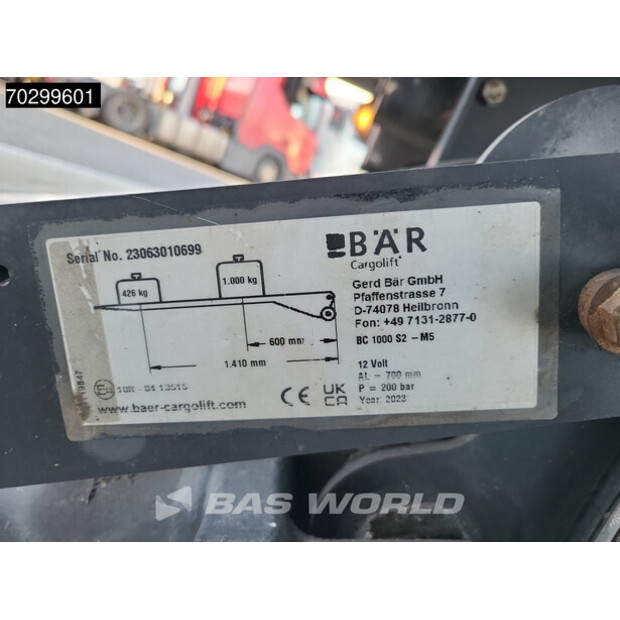 70299601
Serial No. 23063010699
BÄR
Cargolift
Gerd Bär GmbH
Pfaffenstrasse 7
D-74078 Heilbronn
Fon: +49 7131-2877-0
426 kg
1.000 kg
600 mm
1.410 mm
BC 1000 S2 -M5
12 Volt
AL = 700 mm
P = 200 bar
Year: 2023
www.baer-cargolift.com
CE
UK
CA
BAS WORLD